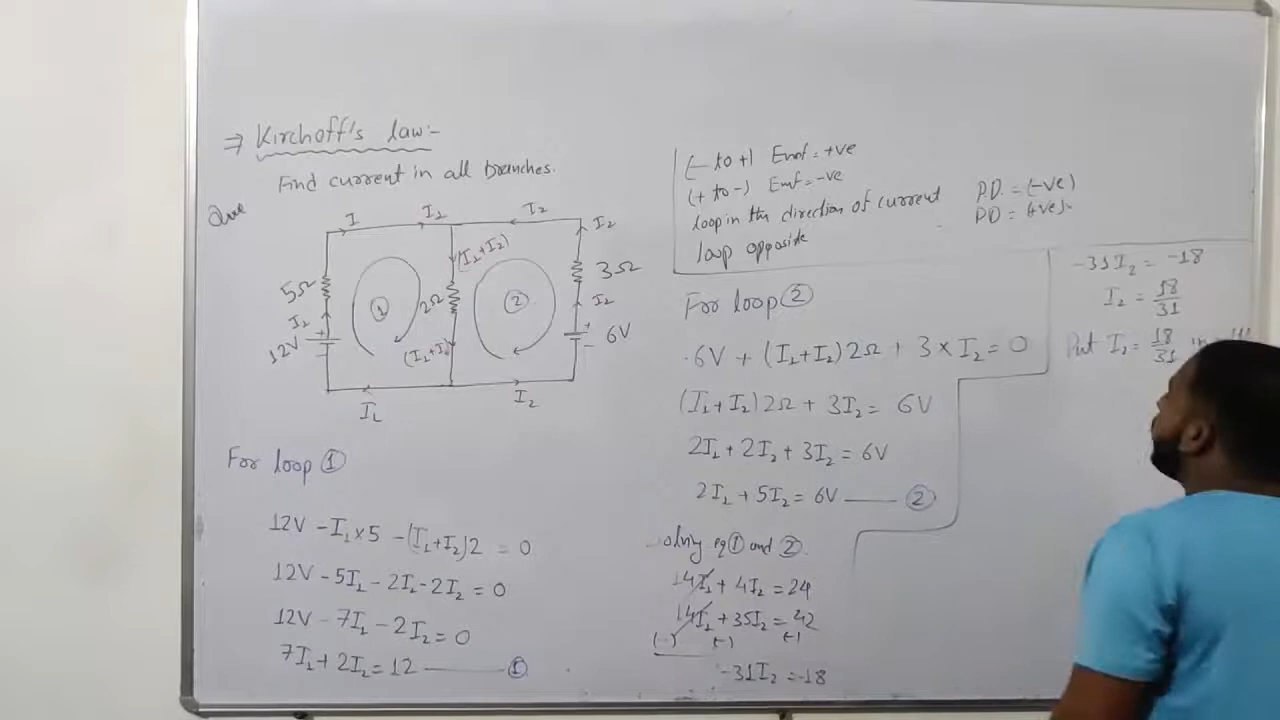 ⇒ Kirchoff's law:-
Find current in all branches.
Que
I I₂ I₂ I₂
(I₁+I₂)
5Ω 2Ω 3Ω
① ②
I₂ I₂
12V 6V
(I₁+I₂)
I₁ I₂
For loop ①
12V - I₁×5 - (I₁+I₂)2 = 0
12V - 5I₁ - 2I₁ - 2I₂ = 0
12V - 7I₁ - 2I₂ = 0
7I₁ + 2I₂ = 12 —— ①
(- to +) Emf = +ve
(+ to -) Emf = -ve
loop in the direction of current P.D. = (-ve)
loop opposite PD = (+ve)
For loop ②
-6V + (I₁+I₂)2Ω + 3×I₂ = 0
(I₁+I₂)2Ω + 3I₂ = 6V
2I₁ + 2I₂ + 3I₂ = 6V
2I₁ + 5I₂ = 6V —— ②
olving eq ① and ②
14I₁ + 4I₂ = 24
14I₁ + 35I₂ = 42
(-) (-) (-)
-31I₂ = -18
-31I₂ = -18
I₂ = 18/31
Put I₂ = 18/31 in